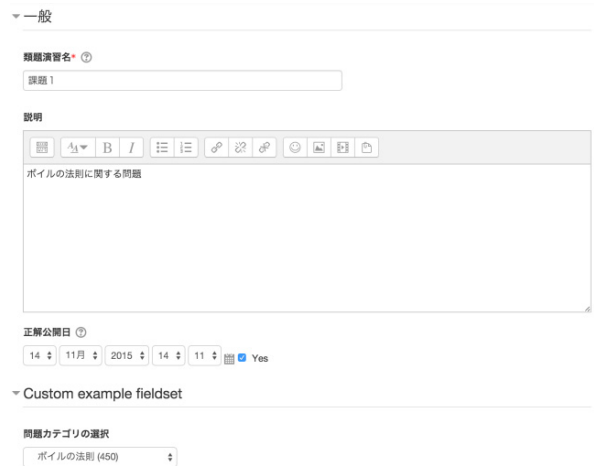 一般
類題演習名*
課題1
説明
B I
ボイルの法則に関する問題
正解公開日
14 11月 2015 14 11 Yes
Custom example fieldset
問題カテゴリの選択
ボイルの法則 (450)